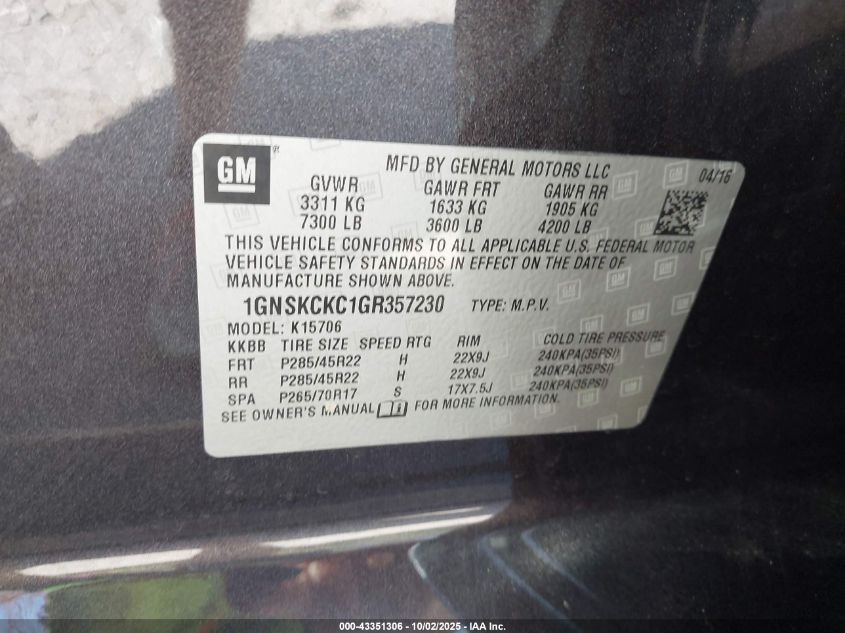 GM
MFD BY GENERAL MOTORS LLC 04/16
GVWR GAWR FRT GAWR RR
3311 KG 1633 KG 1905 KG
7300 LB 3600 LB 4200 LB
THIS VEHICLE CONFORMS TO ALL APPLICABLE U.S. FEDERAL MOTOR
VEHICLE SAFETY STANDARDS IN EFFECT ON THE DATE OF
MANUFACTURE SHOWN ABOVE.
1GNSKCKC1GR357230 TYPE: M.P.V.
MODEL: K15706
KKBB TIRE SIZE SPEED RTG RIM COLD TIRE PRESSURE
FRT P285/45R22 H 22X9J 240KPA(35PSI)
RR P285/45R22 H 22X9J 240KPA(35PSI)
SPA P265/70R17 S 17X7.5J 240KPA(35PSI)
SEE OWNER'S MANUAL FOR MORE INFORMATION.
000-43351306 - 10/02/2025 - IAA Inc.